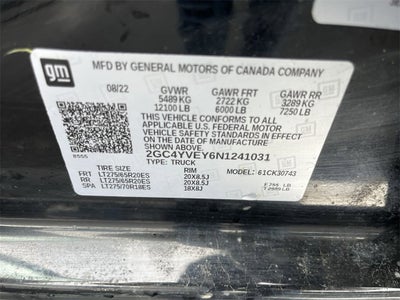 gm MFD BY GENERAL MOTORS OF CANADA COMPANY
08/22 GVWR GAWR FRT GAWR RR
5489 KG 2722 KG 3289 KG
12100 LB 6000 LB 7250 LB
THIS VEHICLE CONFORMS TO ALL APPLICABLE
U.S. FEDERAL MOTOR
VEHICLE SAFETY STANDARDS IN EFFECT ON THE
DATE OF MANUFACTURE SHOWN ABOVE.
2GC4YVEY6N1241031
TYPE: TRUCK
TIRE SIZE RIM MODEL: 61CK30743
FRT LT275/65R20ES 20X8.5J
RR LT275/65R20ES 20X8.5J
SPA LT275/70R18ES 18X8J